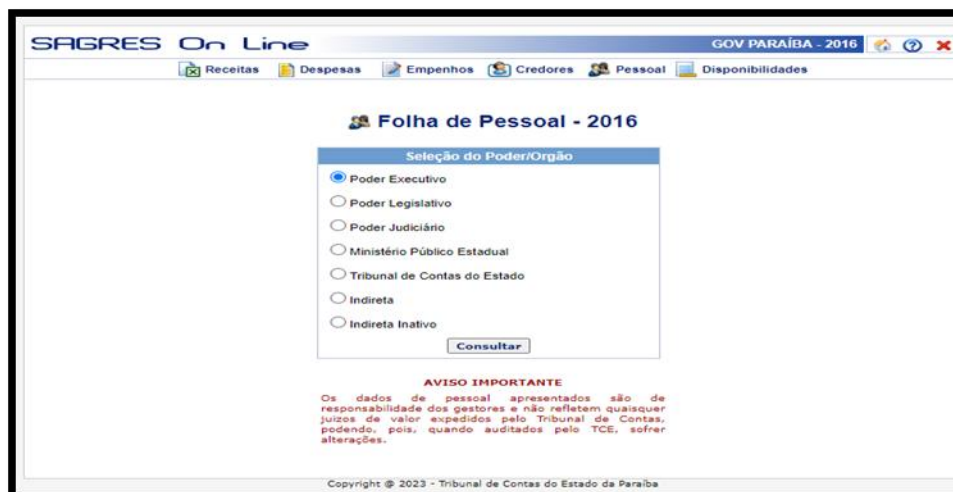 SAGRES On Line
GOV PARAÍBA - 2016
Receitas Despesas Empenhos Credores Pessoal Disponibilidades
Folha de Pessoal - 2016
Seleção do Poder/Orgão
Poder Executivo
Poder Legislativo
Poder Judiciário
Ministério Público Estadual
Tribunal de Contas do Estado
Indireta
Indireta Inativo
Consultar
AVISO IMPORTANTE
Os dados de pessoal apresentados são de
responsabilidade dos gestores e não refletem quaisquer
juizos de valor expedidos pelo Tribunal de Contas,
podendo, pois, quando auditados pelo TCE, sofrer
alterações.
Copyright @ 2023 - Tribunal de Contas do Estado da Paraíba